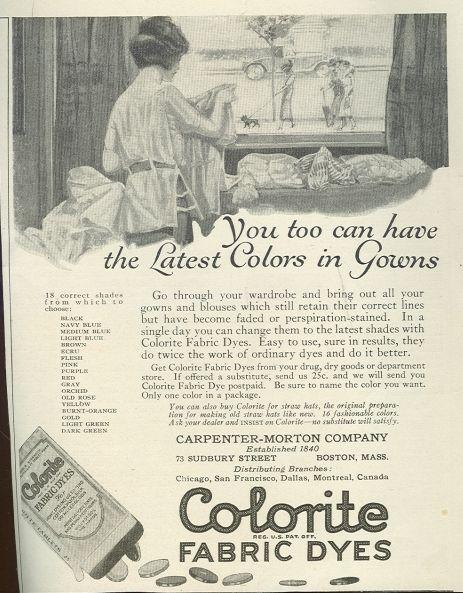 You too can have
the Latest Colors in Gowns
18 correct shades
from which to
choose:
BLACK
NAVY BLUE
MEDIUM BLUE
LIGHT BLUE
BROWN
ECRU
FLESH
PINK
PURPLE
RED
GRAY
ORCHID
OLD ROSE
YELLOW
BURNT-ORANGE
GOLD
LIGHT GREEN
DARK GREEN
Go through your wardrobe and bring out all your
gowns and blouses which still retain their correct lines
but have become faded or perspiration-stained. In a
single day you can change them to the latest shades with
Colorite Fabric Dyes. Easy to use, sure in results, they
do twice the work of ordinary dyes and do it better.
Get Colorite Fabric Dyes from your drug, dry goods or department
store. If offered a substitute, send us 25c. and we will send you
Colorite Fabric Dye postpaid. Be sure to name the color you want.
Only one color in a package.
You can also buy Colorite for straw hats, the original prepara-
tion for making old straw hats like new. 16 fashionable colors.
Ask your dealer and INSIST on Colorite—no substitute will satisfy.
CARPENTER-MORTON COMPANY
Established 1840
73 SUDBURY STREET BOSTON, MASS.
Distributing Branches:
Chicago, San Francisco, Dallas, Montreal, Canada
Colorite
FABRIC DYES
Colorite
REG. U.S. PAT. OFF.
FABRIC DYES